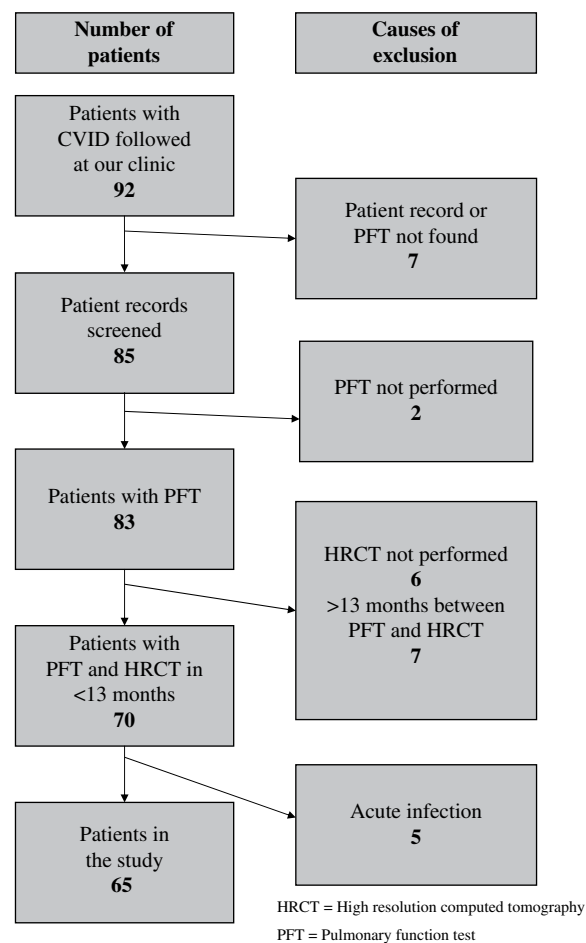 Number of
patients
Causes of
exclusion
Patients with
CVID followed
at our clinic
92
Patient record or
PFT not found
7
Patient records
screened
85
PFT not performed
2
Patients with PFT
83
HRCT not performed
6
>13 months between
PFT and HRCT
7
Patients with
PFT and HRCT in
<13 months
70
Acute infection
5
Patients in
the study
65
HRCT = High resolution computed tomography
PFT = Pulmonary function test